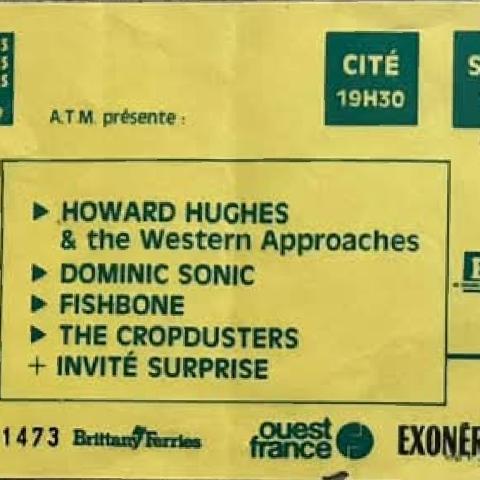 CITÉ
19H30
A.T.M. présente :
▶ HOWARD HUGHES
& the Western Approaches
▶ DOMINIC SONIC
▶ FISHBONE
▶ THE CROPDUSTERS
+ INVITÉ SURPRISE
1473 Brittany Ferries
ouest
france